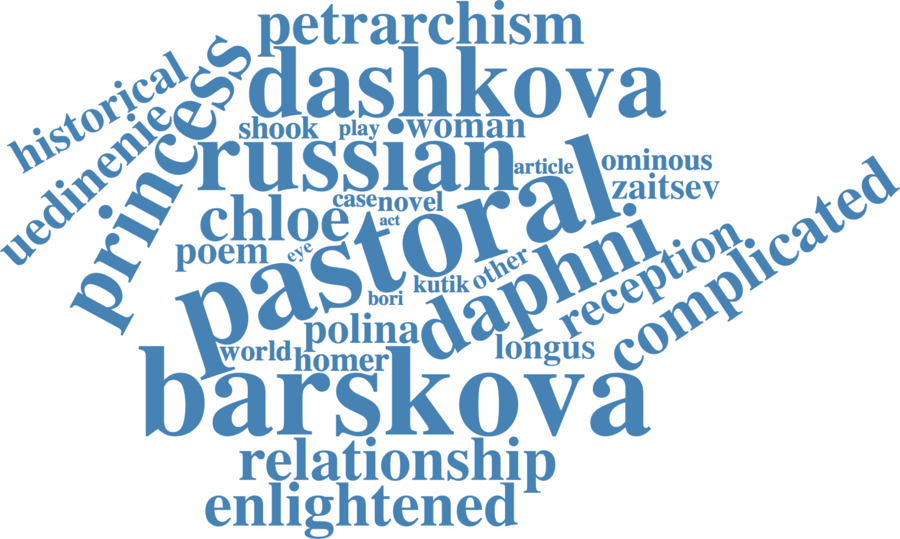 petrarchism
dashkova
historical
princess
uedinenie
shook
play
woman
russian
article
ominous
zaitsev
chloe
case
novel
act
pastoral
poem
eye
complicated
daphni
reception
other
kutik
bori
polina
longus
world
homer
barskova
relationship
enlightened